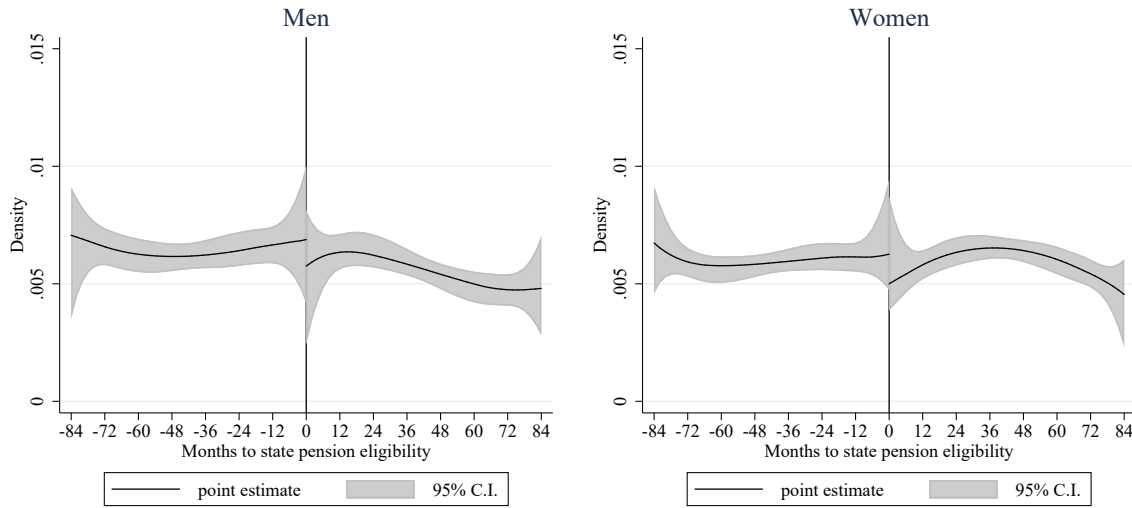 Men
Women
.015
.01
.005
0
Density
-84 -72 -60 -48 -36 -24 -12 0 12 24 36 48 60 72 84
Months to state pension eligibility
point estimate 95% C.I.
.015
.01
.005
0
Density
-84 -72 -60 -48 -36 -24 -12 0 12 24 36 48 60 72 84
Months to state pension eligibility
point estimate 95% C.I.